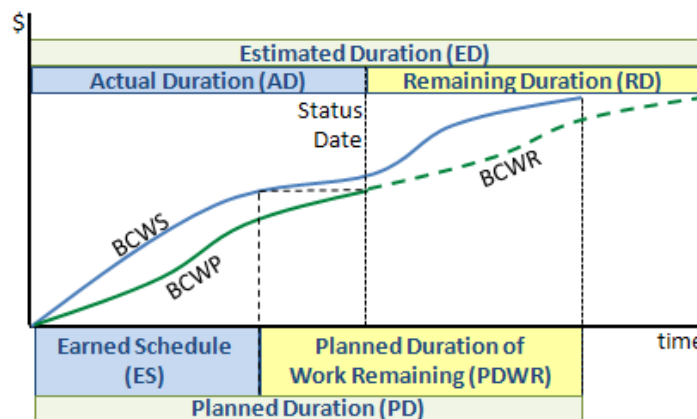 $
Estimated Duration (ED)
Actual Duration (AD)
Remaining Duration (RD)
Status
Date
BCWS
BCWP
BCWR
time
Earned Schedule
(ES)
Planned Duration of
Work Remaining (PDWR)
Planned Duration (PD)